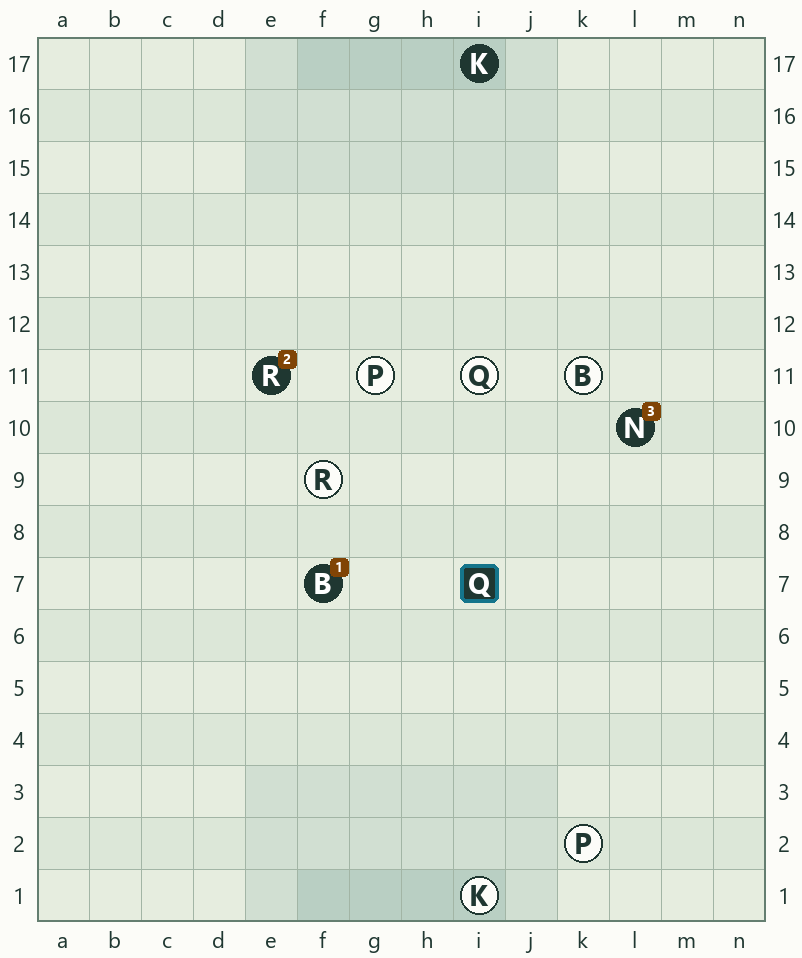 a b c d e f g h i j k l m n
17 K 17
16 16
15 15
14 14
13 13
12 12
11 R 2 P Q B 11
10 N 3 10
9 R 9
8 8
7 B 1 Q 7
6 6
5 5
4 4
3 3
2 P 2
1 K 1
a b c d e f g h i j k l m n